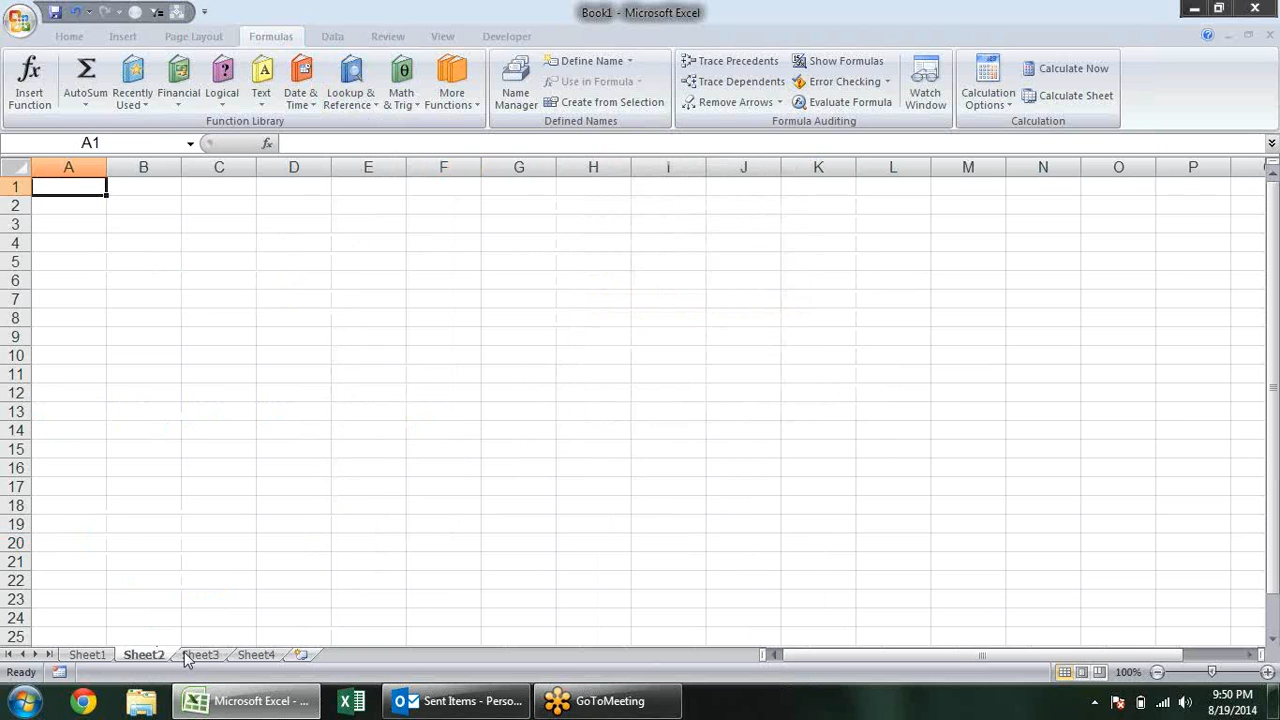 Book1 - Microsoft Excel
Home Insert Page Layout Formulas Data Review View Developer
fx Insert Function
Σ AutoSum
Recently Used
Financial
Logical
A Text
Date & Time
Lookup & Reference
θ Math & Trig
More Functions
Function Library
Name Manager
Define Name
Use in Formula
Create from Selection
Defined Names
Trace Precedents
Trace Dependents
Remove Arrows
Show Formulas
Error Checking
Evaluate Formula
Watch Window
Formula Auditing
Calculation Options
Calculate Now
Calculate Sheet
Calculation
A1 fx
A B C D E F G H I J K L M N O P
1
2
3
4
5
6
7
8
9
10
11
12
13
14
15
16
17
18
19
20
21
22
23
24
25
Sheet1 Sheet2 Sheet3 Sheet4
Ready 100%
Microsoft Excel - ... Sent Items - Perso... GoToMeeting
9:50 PM
8/19/2014